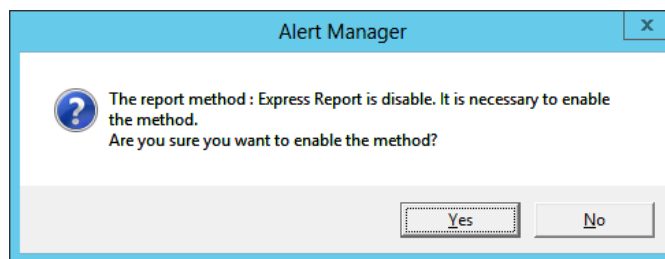 Alert Manager
x
The report method : Express Report is disable. It is necessary to enable
the method.
Are you sure you want to enable the method?
Yes
No